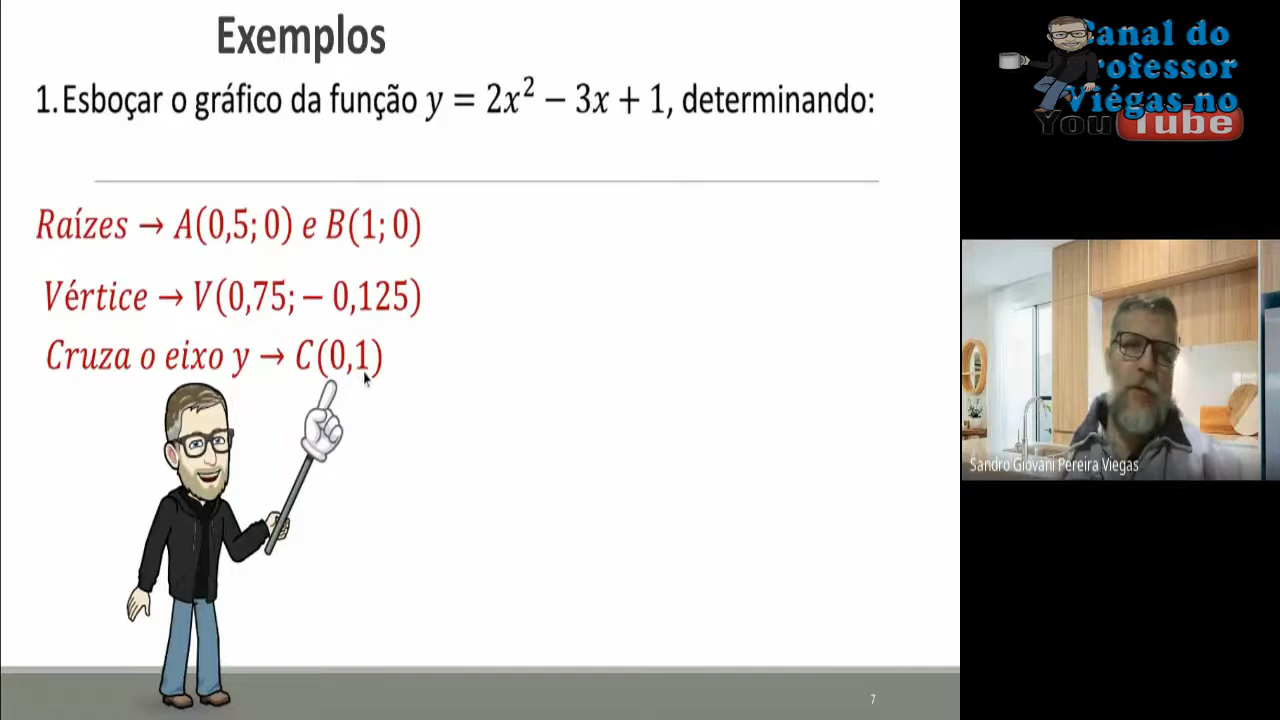 Exemplos
1. Esboçar o gráfico da função y = 2x² − 3x + 1, determinando:
Raízes → A(0,5; 0) e B(1; 0)
Vértice → V(0,75; − 0,125)
Cruza o eixo y → C(0,1)
7
Canal do
Professor
Viégas no
YouTube
Sandro Giovani Pereira Viegas